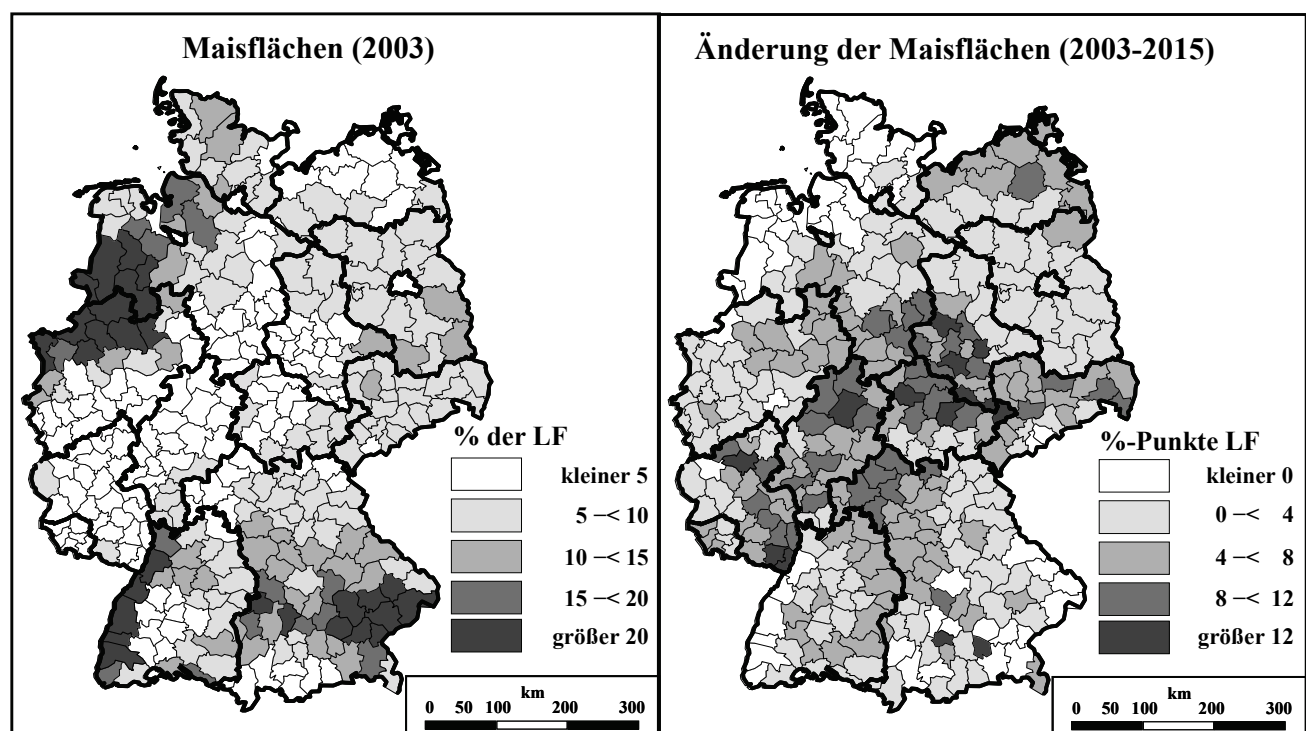 Maisflächen (2003)
% der LF
kleiner 5
5 –< 10
10 –< 15
15 –< 20
größer 20
km
0 50 100 200 300
Änderung der Maisflächen (2003-2015)
%-Punkte LF
kleiner 0
0 –< 4
4 –< 8
8 –< 12
größer 12
km
0 50 100 200 300